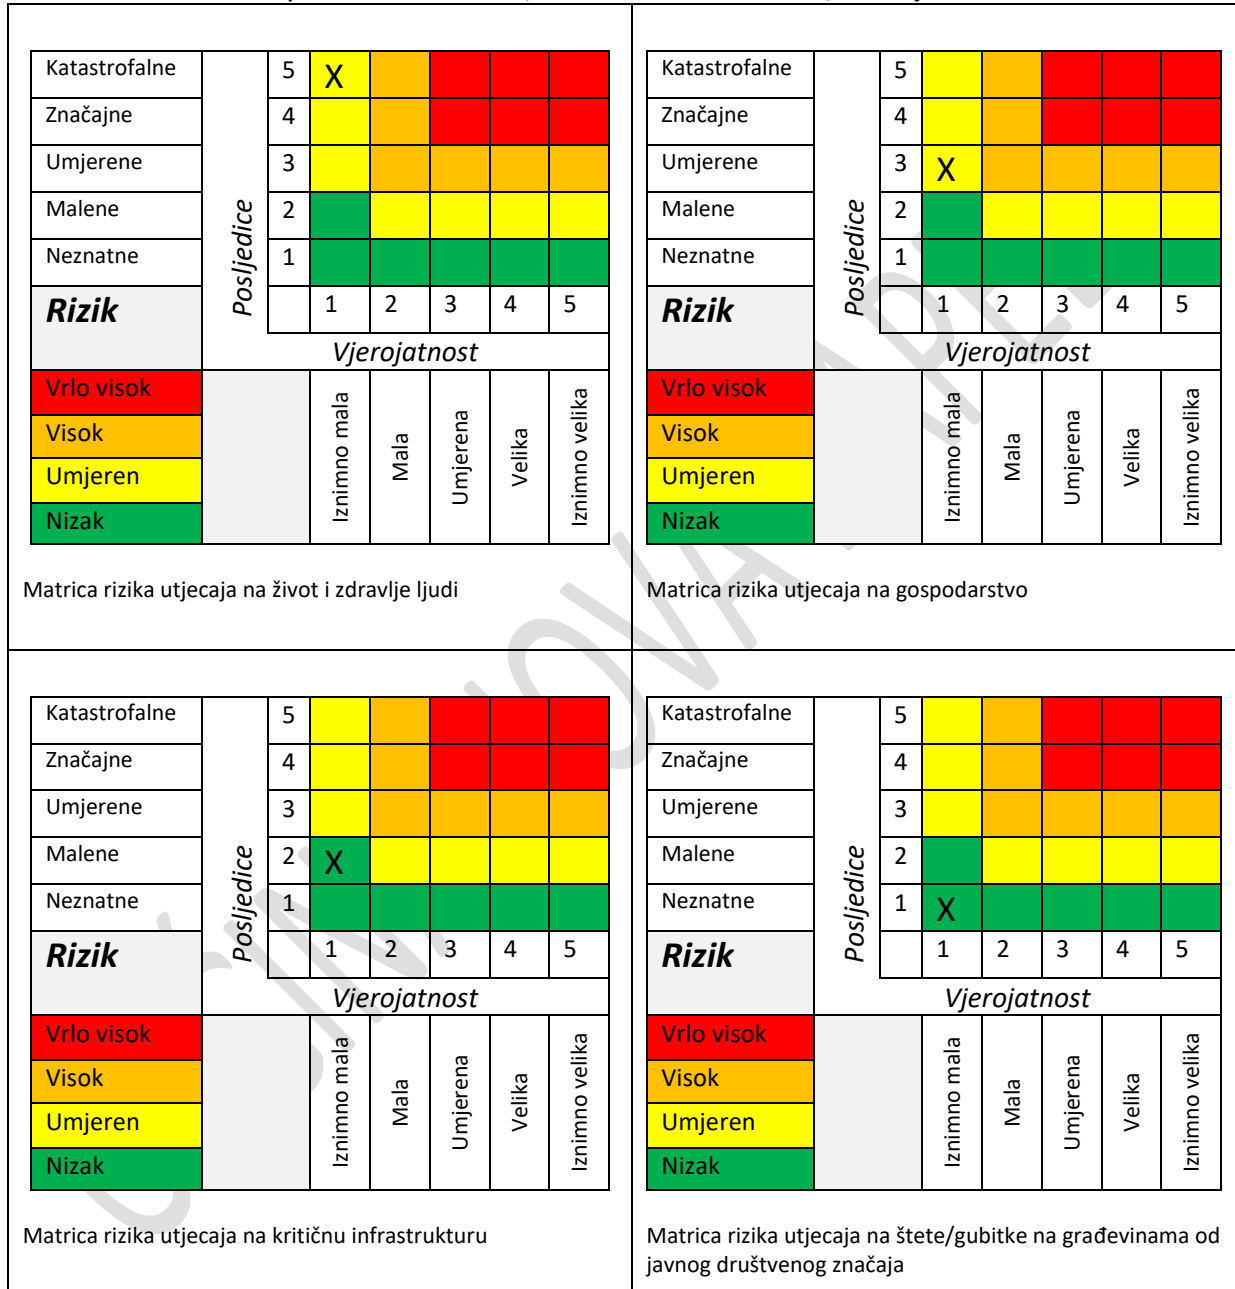 Katastrofalne 5 X
Značajne 4
Umjerene 3
Malene 2
Neznatne 1
Posljedice
Rizik 1 2 3 4 5
Vjerojatnost
Vrlo visok
Visok
Umjeren
Nizak
Iznimno mala
Mala
Umjerena
Velika
Iznimno velika
Matrica rizika utjecaja na život i zdravlje ljudi
Katastrofalne 5
Značajne 4
Umjerene 3 X
Malene 2
Neznatne 1
Posljedice
Rizik 1 2 3 4 5
Vjerojatnost
Vrlo visok
Visok
Umjeren
Nizak
Iznimno mala
Mala
Umjerena
Velika
Iznimno velika
Matrica rizika utjecaja na gospodarstvo
Katastrofalne 5
Značajne 4
Umjerene 3
Malene 2 X
Neznatne 1
Posljedice
Rizik 1 2 3 4 5
Vjerojatnost
Vrlo visok
Visok
Umjeren
Nizak
Iznimno mala
Mala
Umjerena
Velika
Iznimno velika
Matrica rizika utjecaja na kritičnu infrastrukturu
Katastrofalne 5
Značajne 4
Umjerene 3
Malene 2
Neznatne 1 X
Posljedice
Rizik 1 2 3 4 5
Vjerojatnost
Vrlo visok
Visok
Umjeren
Nizak
Iznimno mala
Mala
Umjerena
Velika
Iznimno velika
Matrica rizika utjecaja na štete/gubitke na građevinama od
javnog društvenog značaja